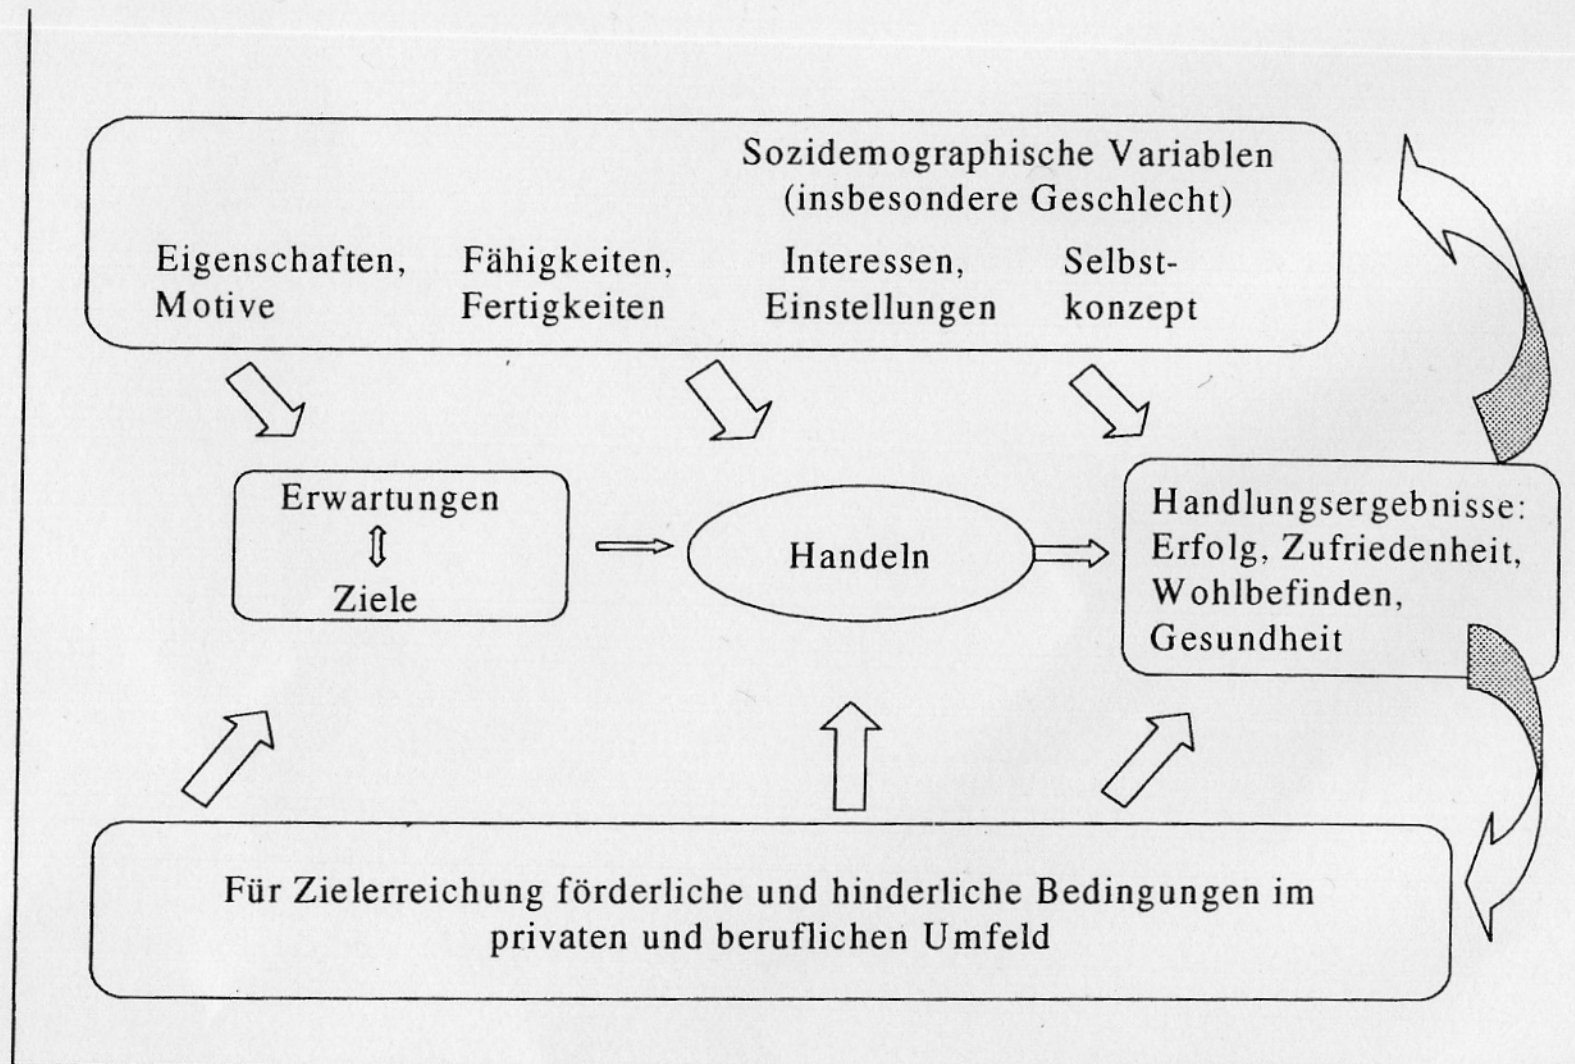 Sozidemographische Variablen
(insbesondere Geschlecht)
Eigenschaften,
Motive
Fähigkeiten,
Fertigkeiten
Interessen,
Einstellungen
Selbst-
konzept
Erwartungen
Ziele
Handeln
Handlungsergebnisse:
Erfolg, Zufriedenheit,
Wohlbefinden,
Gesundheit
Für Zielerreichung förderliche und hinderliche Bedingungen im
privaten und beruflichen Umfeld